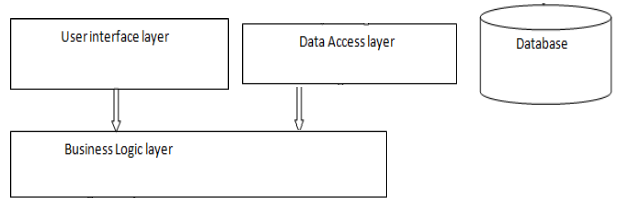 User interface layer
Data Access layer
Database
Business Logic layer